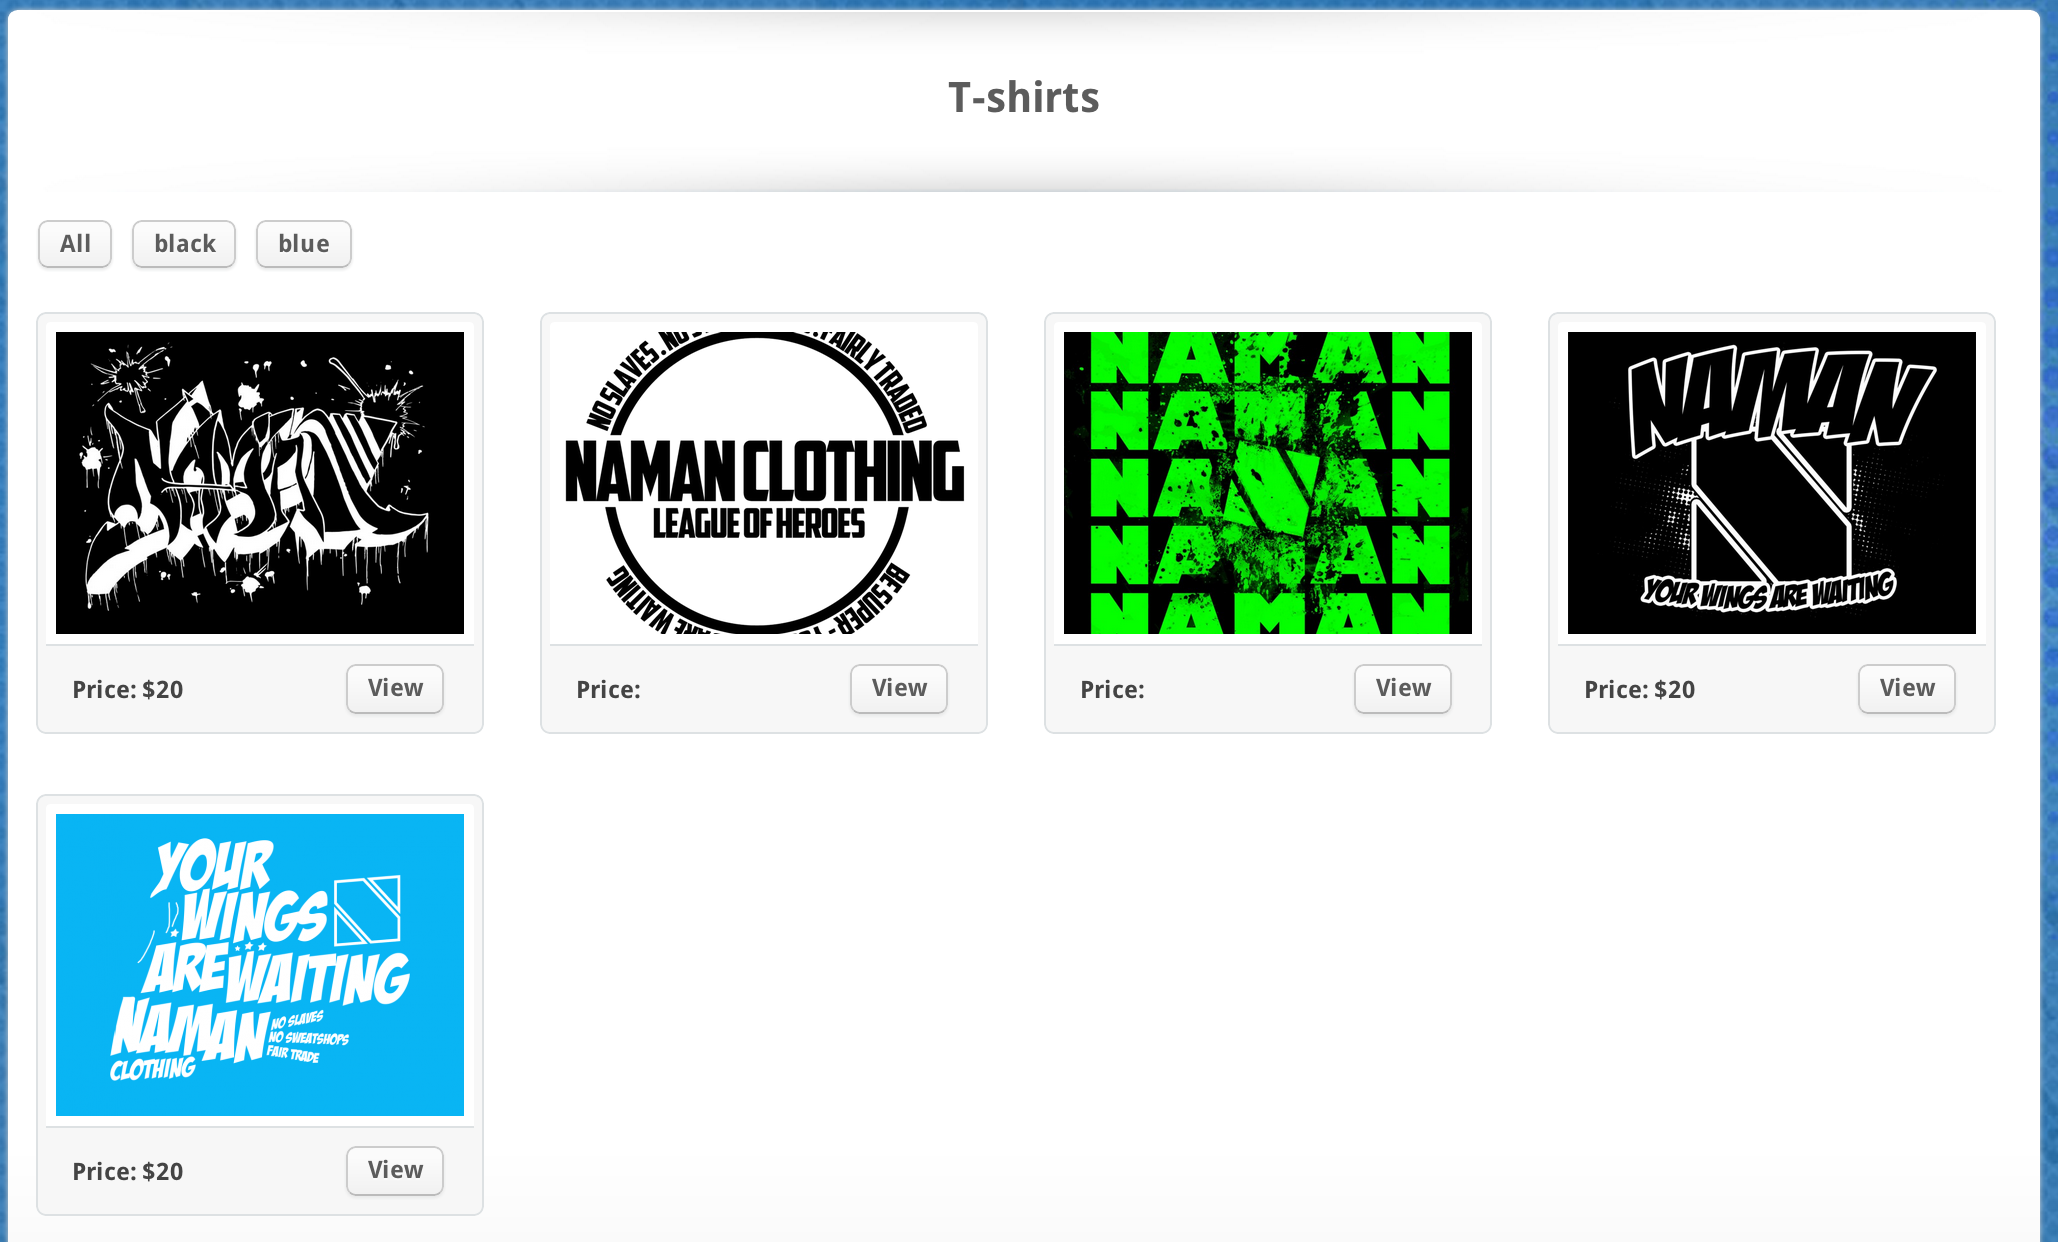 T-shirts
All
black
blue
NAMAN
Price: $20
View
NO SLAVES. NO
FAIRLY TRADED
NAMAN CLOTHING
LEAGUE OF HEROES
BE SUPER -
ARE WAITING
Price:
View
NAMAN
NAMAN
NAMAN
NAMAN
NAMAN
Price:
View
NAMAN
YOUR WINGS ARE WAITING
Price: $20
View
YOUR
WINGS
ARE WAITING
NAMAN
NO SLAVES
NO SWEATSHOPS
FAIR TRADE
CLOTHING
Price: $20
View